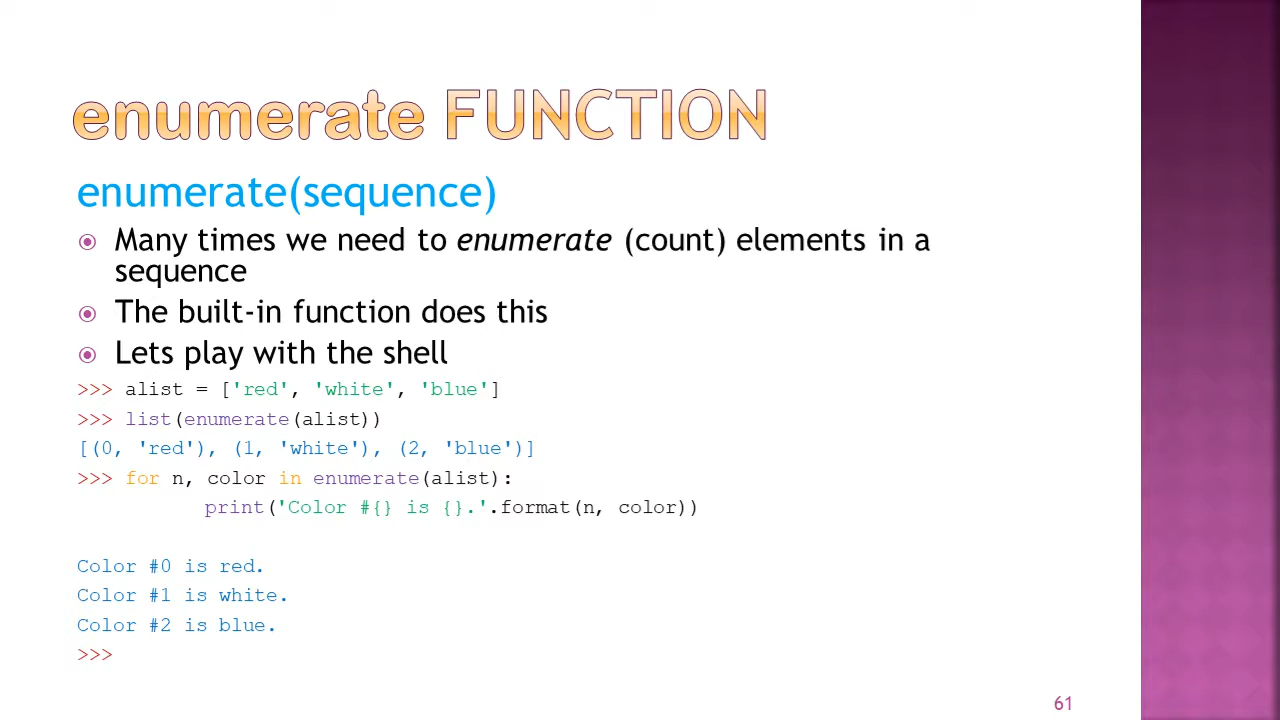 enumerate FUNCTION
enumerate(sequence)
Many times we need to enumerate (count) elements in a
sequence
The built-in function does this
Lets play with the shell
>>> alist = ['red', 'white', 'blue']
>>> list(enumerate(alist))
[(0, 'red'), (1, 'white'), (2, 'blue')]
>>> for n, color in enumerate(alist):
print('Color #{} is {}.'.format(n, color))
Color #0 is red.
Color #1 is white.
Color #2 is blue.
>>>
61